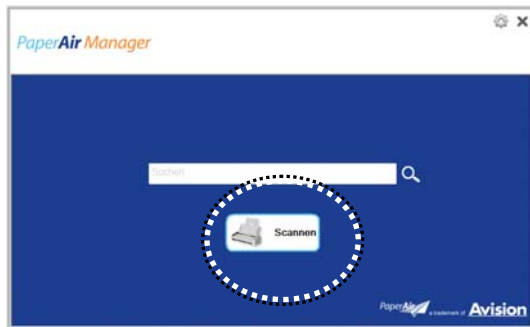 PaperAir Manager
Suchen
Scannen
PaperAir a trademark of Avision